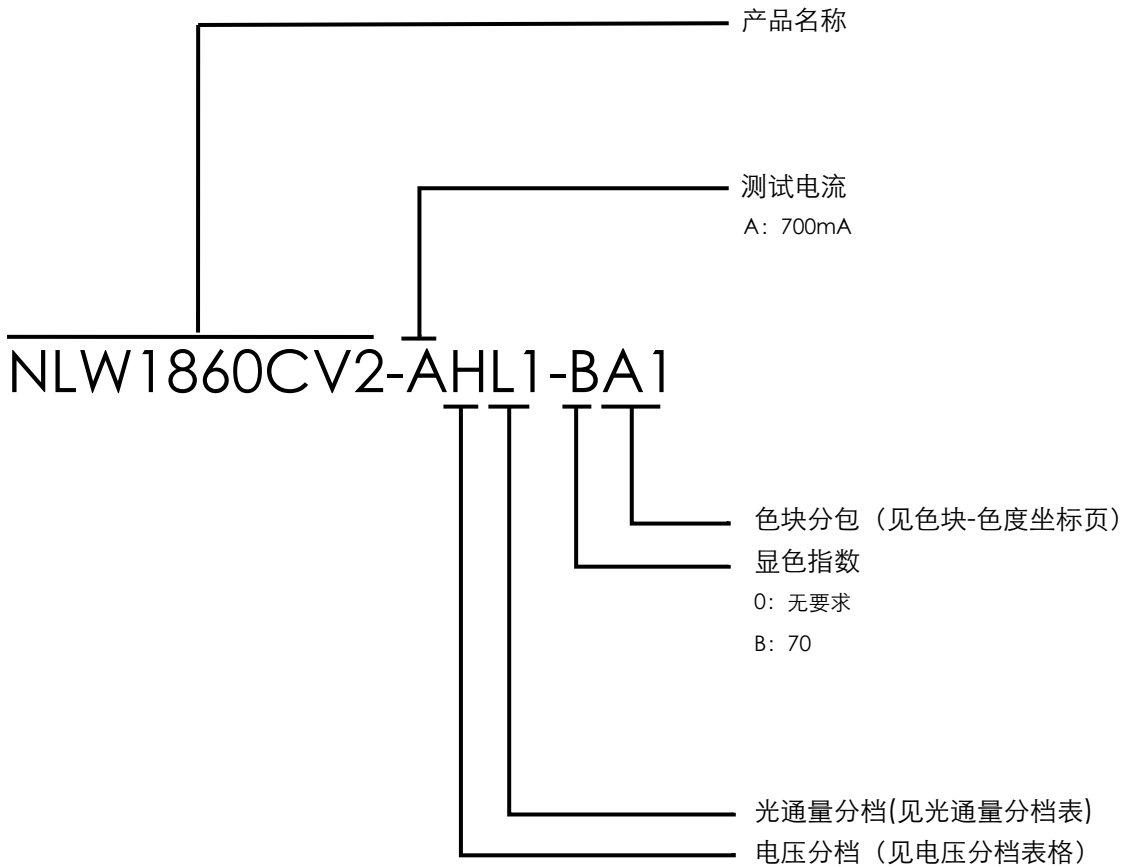 产品名称
测试电流
A: 700mA
NLW1860CV2-AHL1-BA1
色块分包（见色块-色度坐标页）
显色指数
0: 无要求
B: 70
光通量分档(见光通量分档表)
电压分档（见电压分档表格）